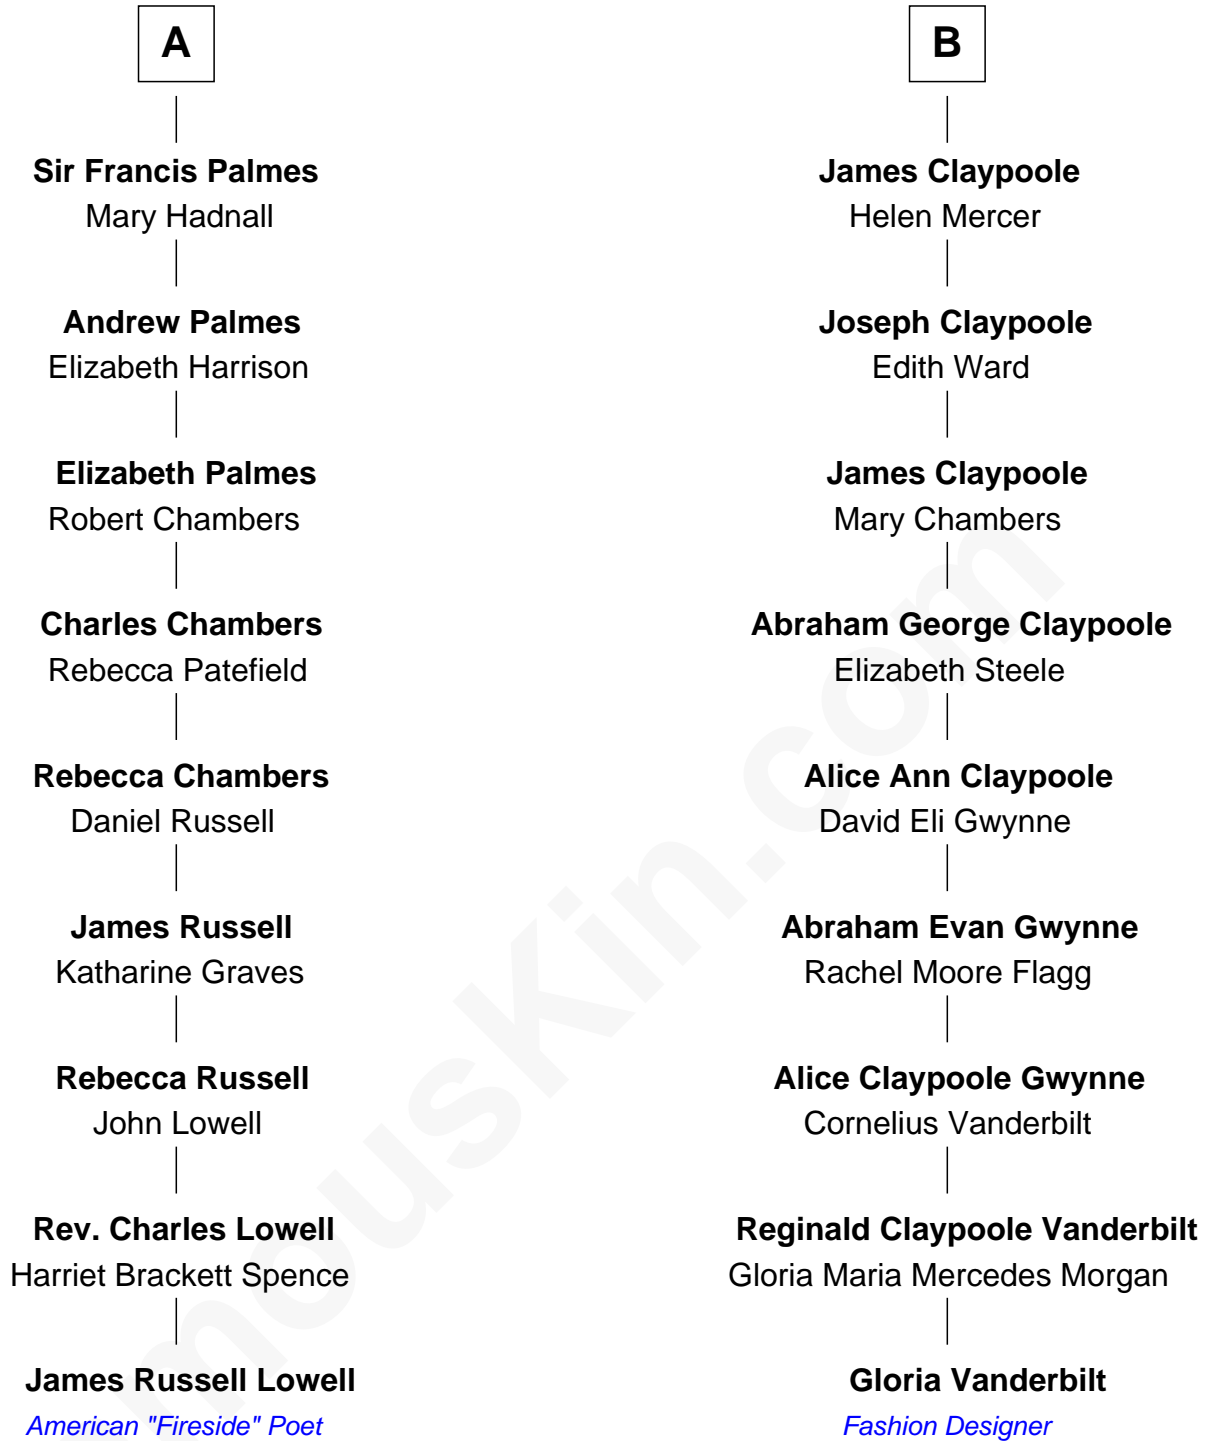 A
Sir Francis Palmes
Mary Hadnall
Andrew Palmes
Elizabeth Harrison
Elizabeth Palmes
Robert Chambers
Charles Chambers
Rebecca Patefield
Rebecca Chambers
Daniel Russell
James Russell
Katharine Graves
Rebecca Russell
John Lowell
Rev. Charles Lowell
Harriet Brackett Spence
James Russell Lowell
American "Fireside" Poet
B
James Claypoole
Helen Mercer
Joseph Claypoole
Edith Ward
James Claypoole
Mary Chambers
Abraham George Claypoole
Elizabeth Steele
Alice Ann Claypoole
David Eli Gwynne
Abraham Evan Gwynne
Rachel Moore Flagg
Alice Claypoole Gwynne
Cornelius Vanderbilt
Reginald Claypoole Vanderbilt
Gloria Maria Mercedes Morgan
Gloria Vanderbilt
Fashion Designer
mousKin.com